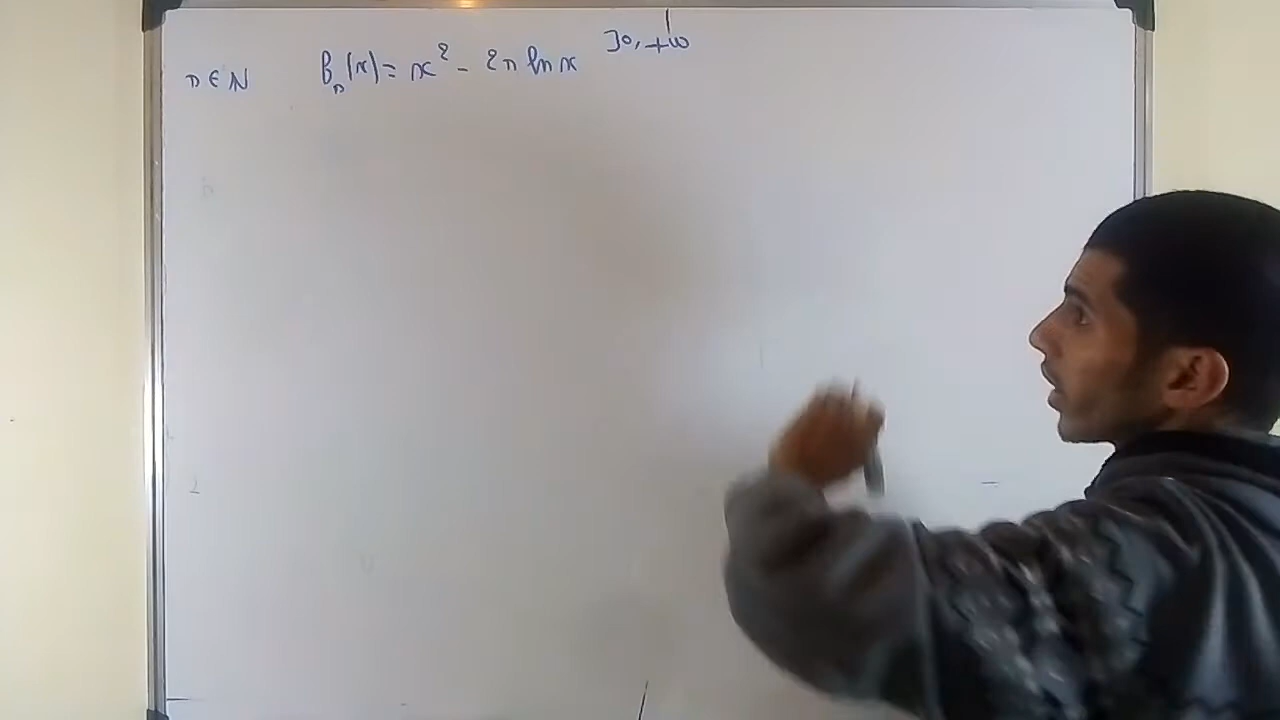 n ∈ ℕ fₙ(x) = x² - 2n ln x ]0, +∞